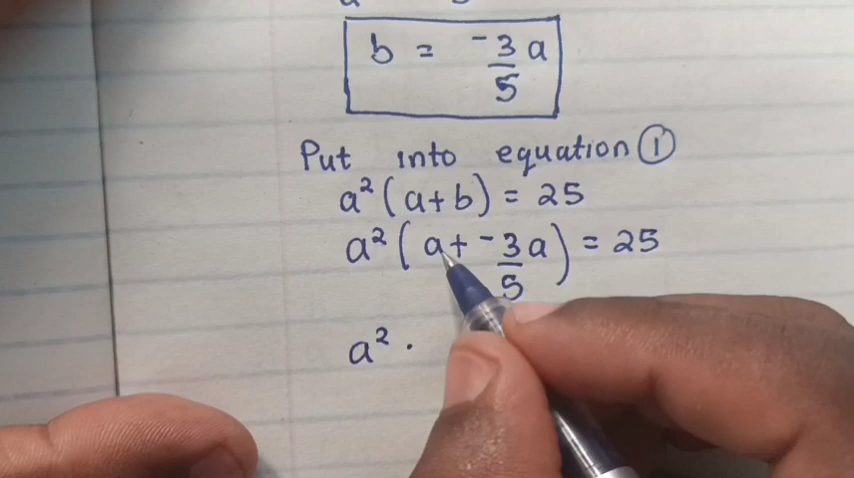 b = -3/5 a
Put into equation ①
a² (a+b) = 25
a² (a + -3/5 a) = 25
a² .